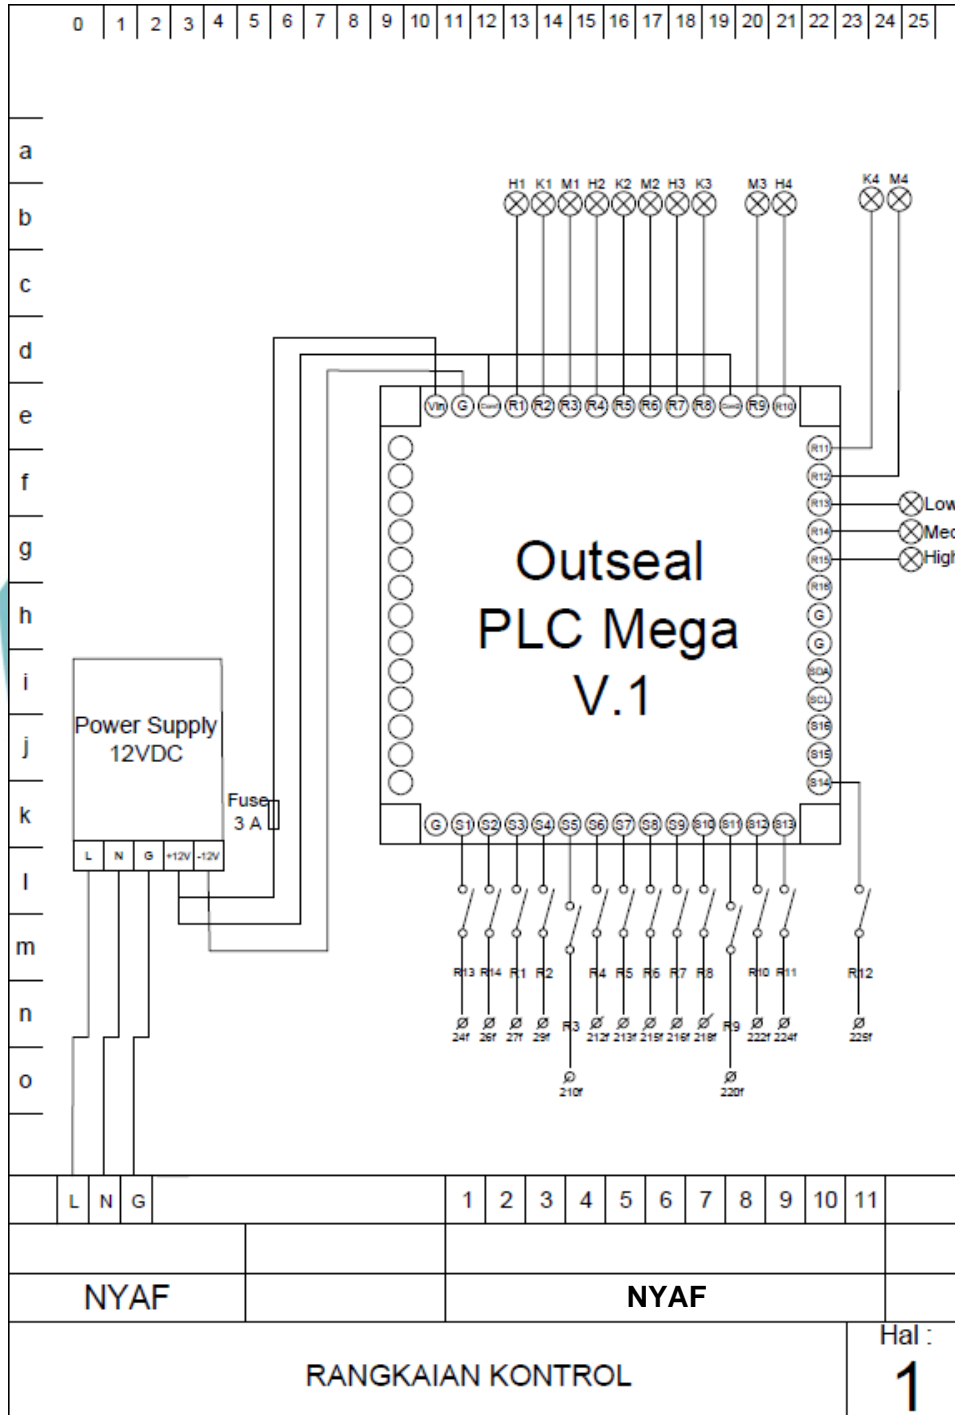 0 1 2 3 4 5 6 7 8 9 10 11 12 13 14 15 16 17 18 19 20 21 22 23 24 25
a
K4 M4
H1 K1 M1 H2 K2 M2 H3 K3 M3 H4
b
c
d
e
Vin G Com1 R1 R2 R3 R4 R5 R6 R7 R8 Com2 R9 R10
R11
f
R12
R13 Low
R14 Med
g
R15 High
Outseal
PLC Mega
V.1
R16
h
G
G
i
SDA
SCL
Power Supply
12VDC
S16
j
S15
S14
Fuse
3 A
k
G S1 S2 S3 S4 S5 S6 S7 S8 S9 S10 S11 S12 S13
L N G +12V -12V
l
m
R13 R14 R1 R2 R4 R5 R6 R7 R8 R10 R11 R12
n
R3 R9
24f 26f 27f 29f 212f 213f 215f 216f 218f 222f 224f 225f
o
210f 220f
L N G 1 2 3 4 5 6 7 8 9 10 11
NYAF NYAF
RANGKAIAN KONTROL
Hal :
1